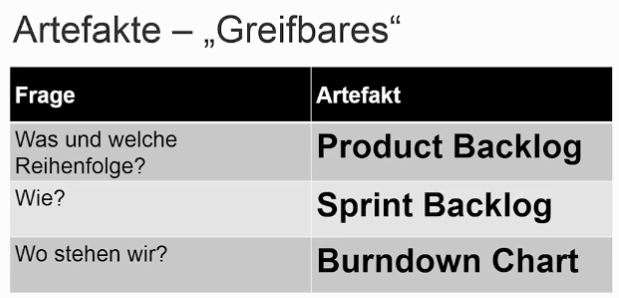 Artefakte – „Greifbares“
Frage Artefakt
Was und welche
Reihenfolge? Product Backlog
Wie? Sprint Backlog
Wo stehen wir? Burndown Chart